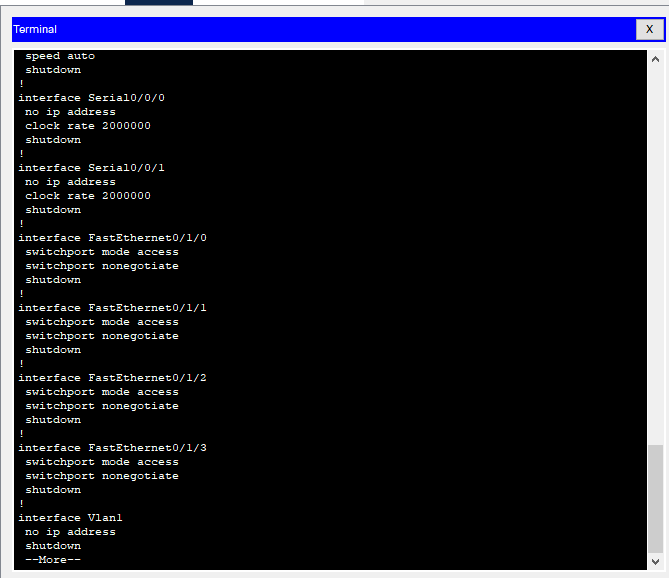 Terminal
X
speed auto
shutdown
!
interface Serial0/0/0
no ip address
clock rate 2000000
shutdown
!
interface Serial0/0/1
no ip address
clock rate 2000000
shutdown
!
interface FastEthernet0/1/0
switchport mode access
switchport nonegotiate
shutdown
!
interface FastEthernet0/1/1
switchport mode access
switchport nonegotiate
shutdown
!
interface FastEthernet0/1/2
switchport mode access
switchport nonegotiate
shutdown
!
interface FastEthernet0/1/3
switchport mode access
switchport nonegotiate
shutdown
!
interface Vlan1
no ip address
shutdown
--More--